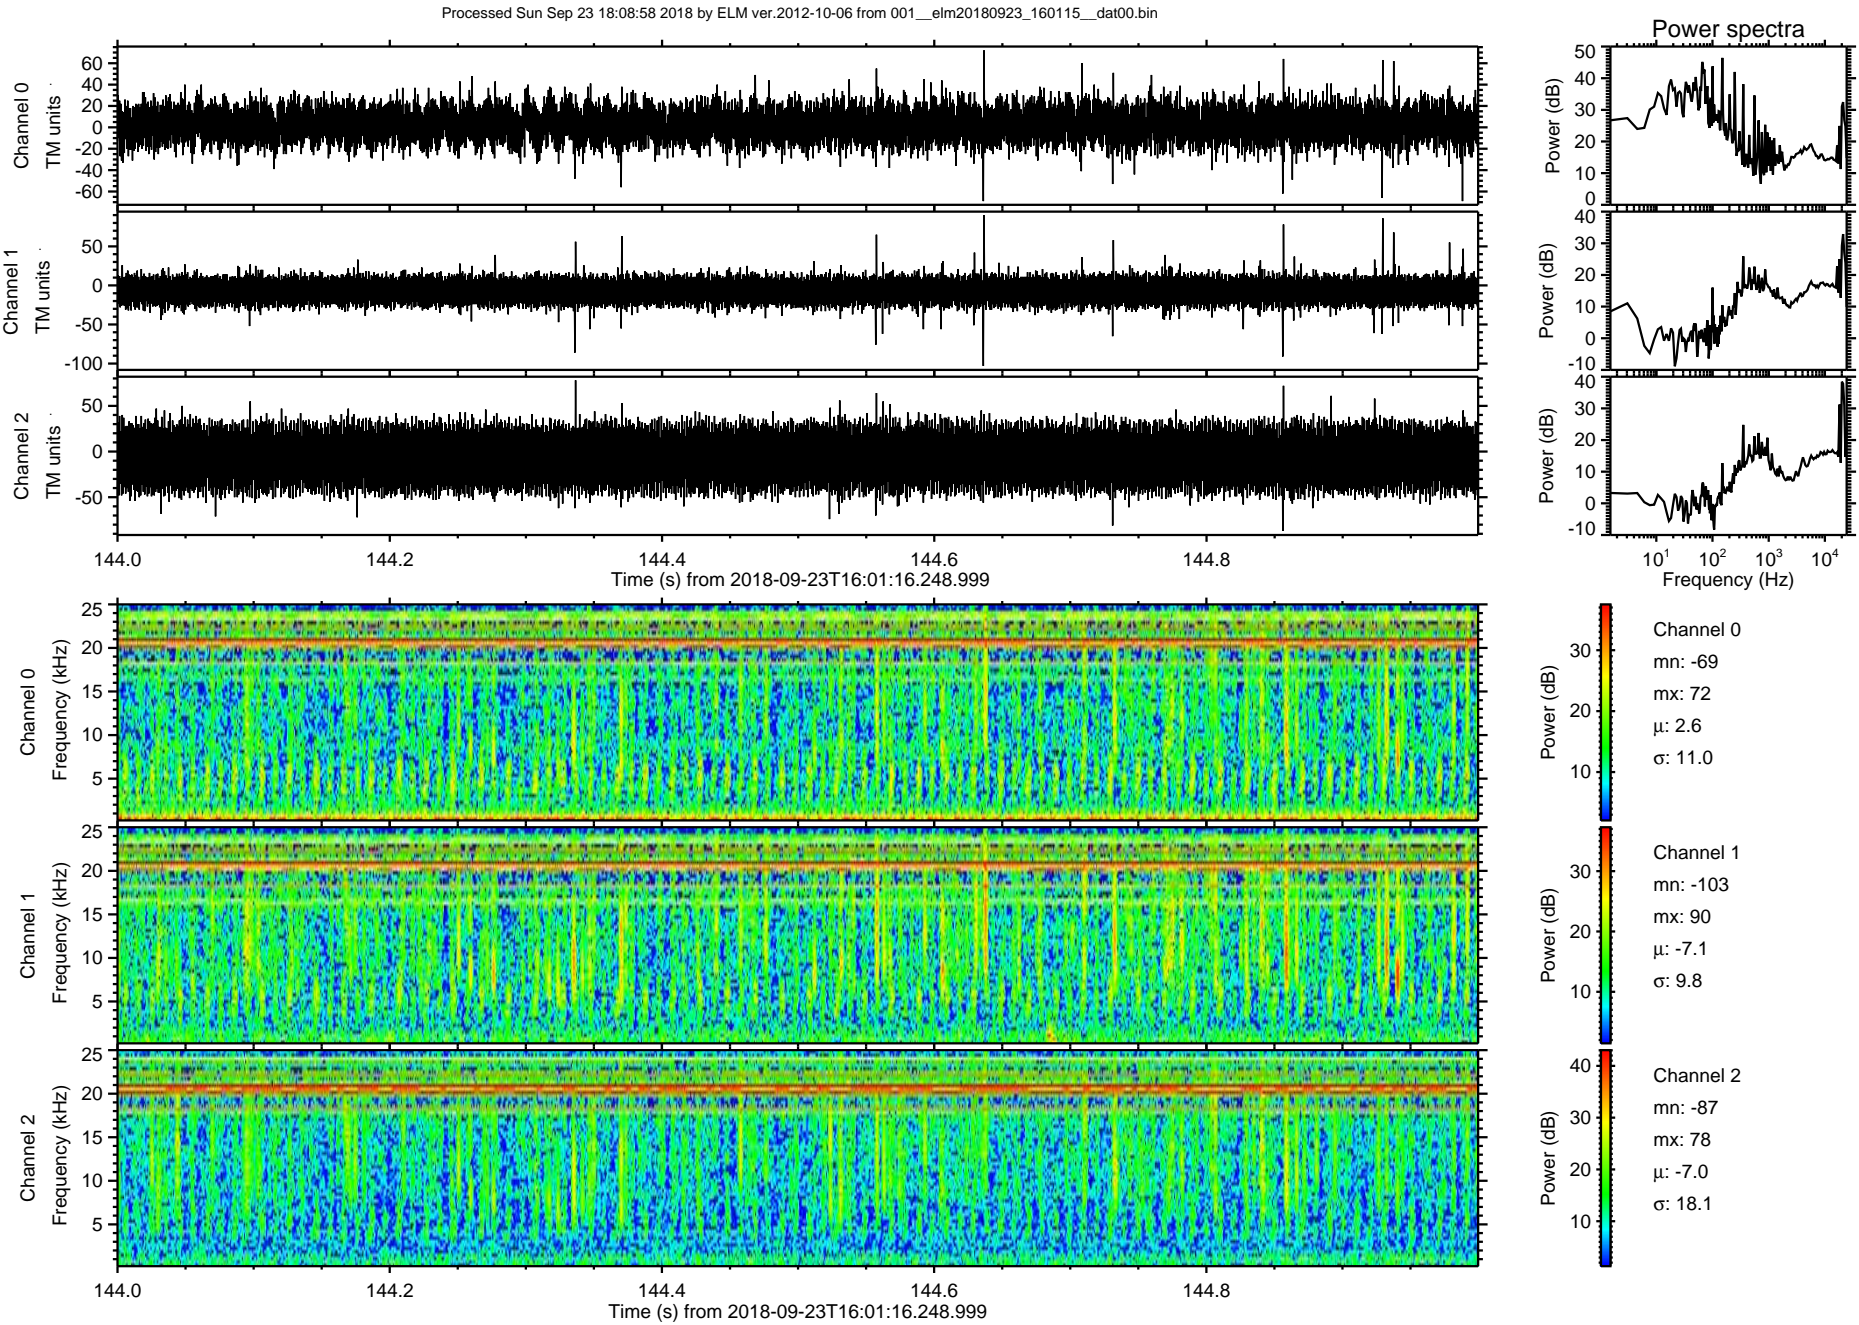 Processed Sun Sep 23 18:08:58 2018 by ELM ver.2012-10-06 from 001__elm20180923_160115__dat00.bin
Power spectra
Channel 0
TM units
60
40
20
0
-20
-40
-60
Power (dB)
50
40
30
20
10
0
Channel 1
TM units
50
0
-50
-100
Power (dB)
40
30
20
10
0
-10
Channel 2
TM units
50
0
-50
Power (dB)
40
30
20
10
0
-10
144.0 144.2 144.4 144.6 144.8
Time (s) from 2018-09-23T16:01:16.248.999
10¹ 10² 10³ 10⁴
Frequency (Hz)
Channel 0
Frequency (kHz)
25
20
15
10
5
Power (dB)
30
20
10
Channel 0
mn: -69
mx: 72
µ: 2.6
σ: 11.0
Channel 1
Frequency (kHz)
25
20
15
10
5
Power (dB)
30
20
10
Channel 1
mn: -103
mx: 90
µ: -7.1
σ: 9.8
Channel 2
Frequency (kHz)
25
20
15
10
5
Power (dB)
40
30
20
10
Channel 2
mn: -87
mx: 78
µ: -7.0
σ: 18.1
144.0 144.2 144.4 144.6 144.8
Time (s) from 2018-09-23T16:01:16.248.999